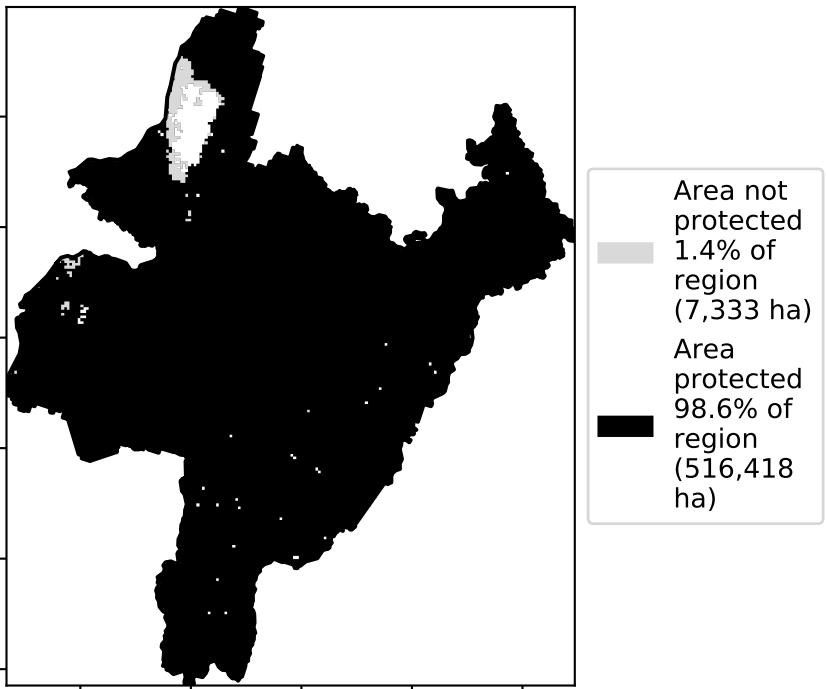 Area not
protected
1.4% of
region
(7,333 ha)
Area
protected
98.6% of
region
(516,418
ha)